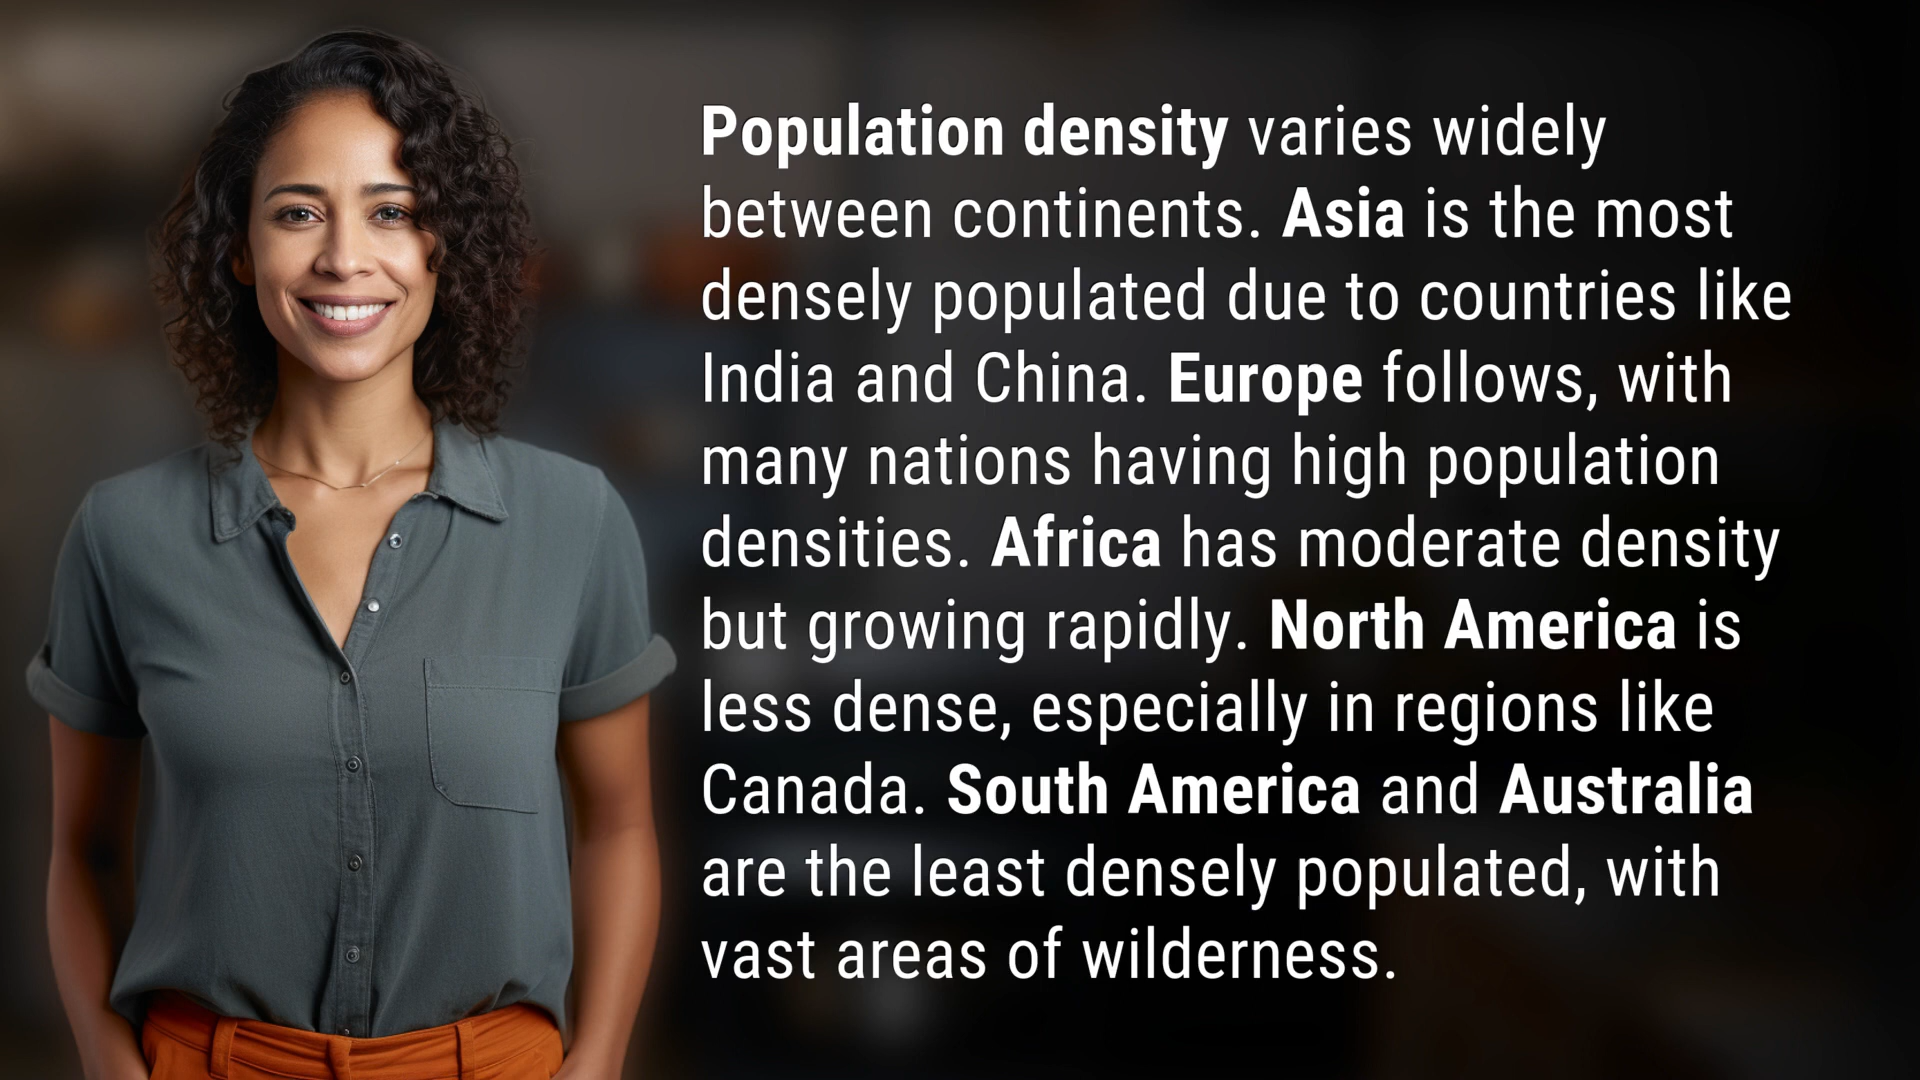 Population density varies widely
between continents. Asia is the most
densely populated due to countries like
India and China. Europe follows, with
many nations having high population
densities. Africa has moderate density
but growing rapidly. North America is
less dense, especially in regions like
Canada. South America and Australia
are the least densely populated, with
vast areas of wilderness.